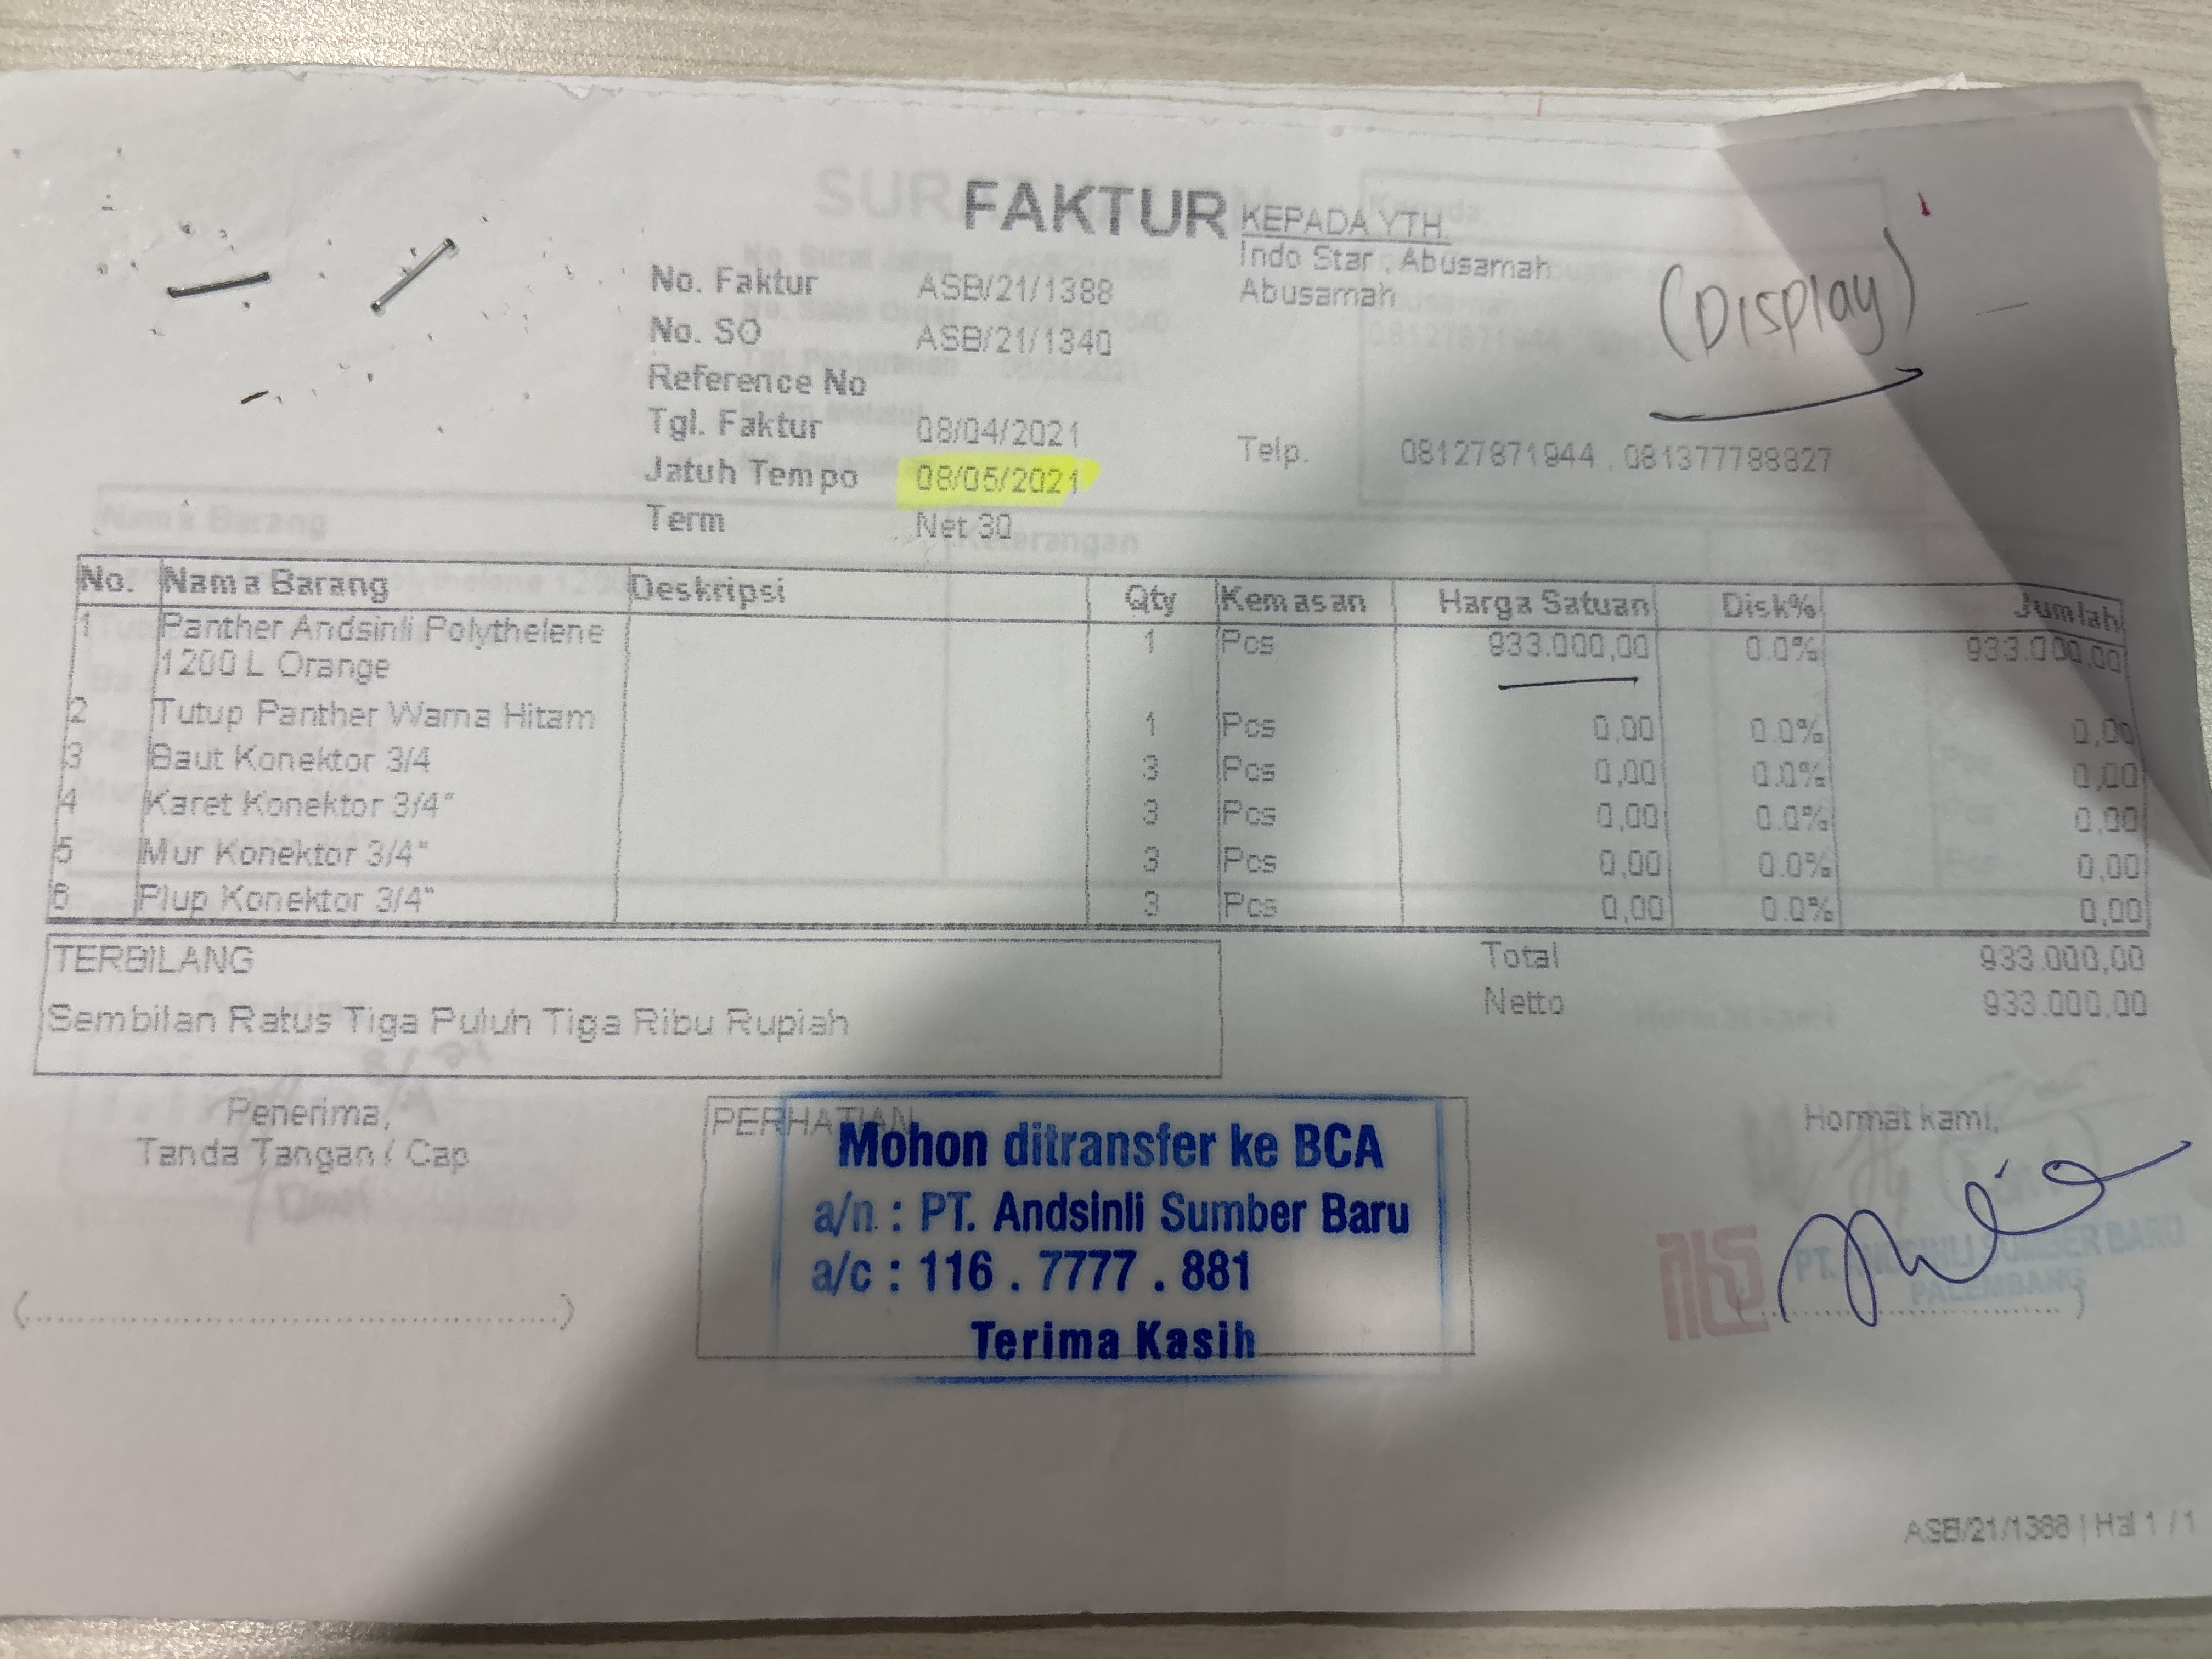 FAKTUR
KEPADA YTH.
Indo Star , Abusamah
Abusamah
(Display)
No. Faktur ASB/21/1388
No. SO ASB/21/1340
Reference No
Tgl. Faktur 08/04/2021
Jatuh Tempo 08/05/2021
Telp. 08127871944 , 081377788827
Term Net 30
No. Nama Barang Deskripsi Qty Kemasan Harga Satuan Disk% Jumlah
1 Panther Andsinli Polythelene 1 Pcs 933.000,00 0.0% 933.000,00
1200 L Orange
2 Tutup Panther Warna Hitam 1 Pcs 0,00 0.0% 0,00
3 Baut Konektor 3/4 3 Pcs 0,00 0.0% 0,00
4 Karet Konektor 3/4" 3 Pcs 0,00 0.0% 0,00
5 Mur Konektor 3/4" 3 Pcs 0,00 0.0% 0,00
6 Plup Konektor 3/4" 3 Pcs 0,00 0.0% 0,00
TERBILANG
Sembilan Ratus Tiga Puluh Tiga Ribu Rupiah
Total 933.000,00
Netto 933.000,00
Penerima,
Tanda Tangan / Cap
PERHATIAN
Mohon ditransfer ke BCA
a/n : PT. Andsinli Sumber Baru
a/c : 116 . 7777 . 881
Terima Kasih
Hormat kami,
PT. ANDSINLI SUMBER BARU
PALEMBANG
ASB/21/1388 | Hal 1 / 1